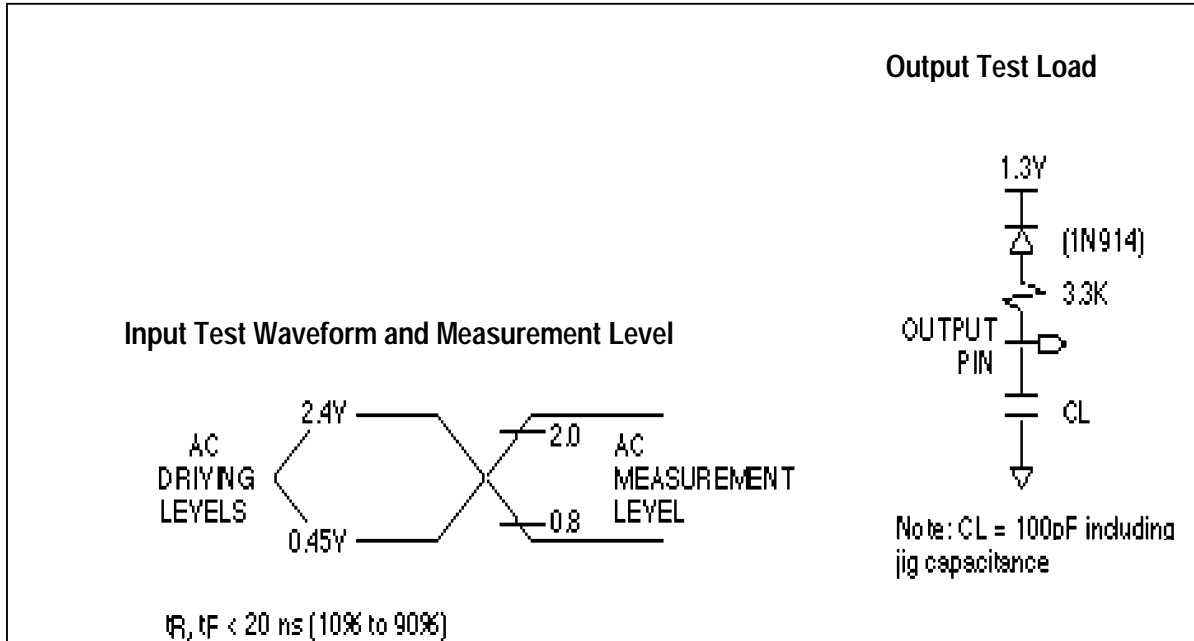 Output Test Load
1.3V
(1N914)
3.3K
OUTPUT
PIN
CL
Note: CL = 100pF including
jig capacitance
Input Test Waveform and Measurement Level
2.4V
AC
DRIVING
LEVELS
0.45V
2.0
AC
MEASUREMENT
LEVEL
0.8
tR, tF < 20 ns (10% to 90%)